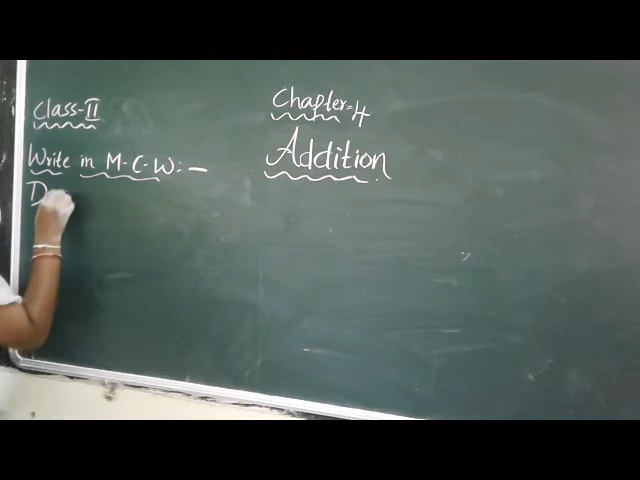 Class-II
Chapter-4
Addition
Write in M-C-W:-
D